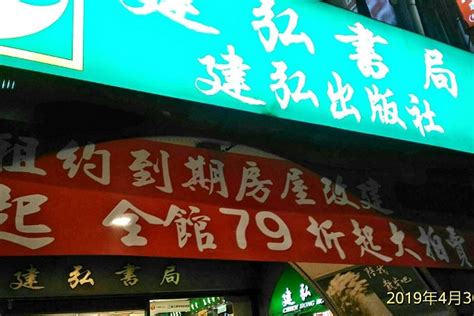 建弘書局
建弘出版社
租約到期房屋改建
起 全館79折起大拍賣
建弘書局
建弘
2019年4月3